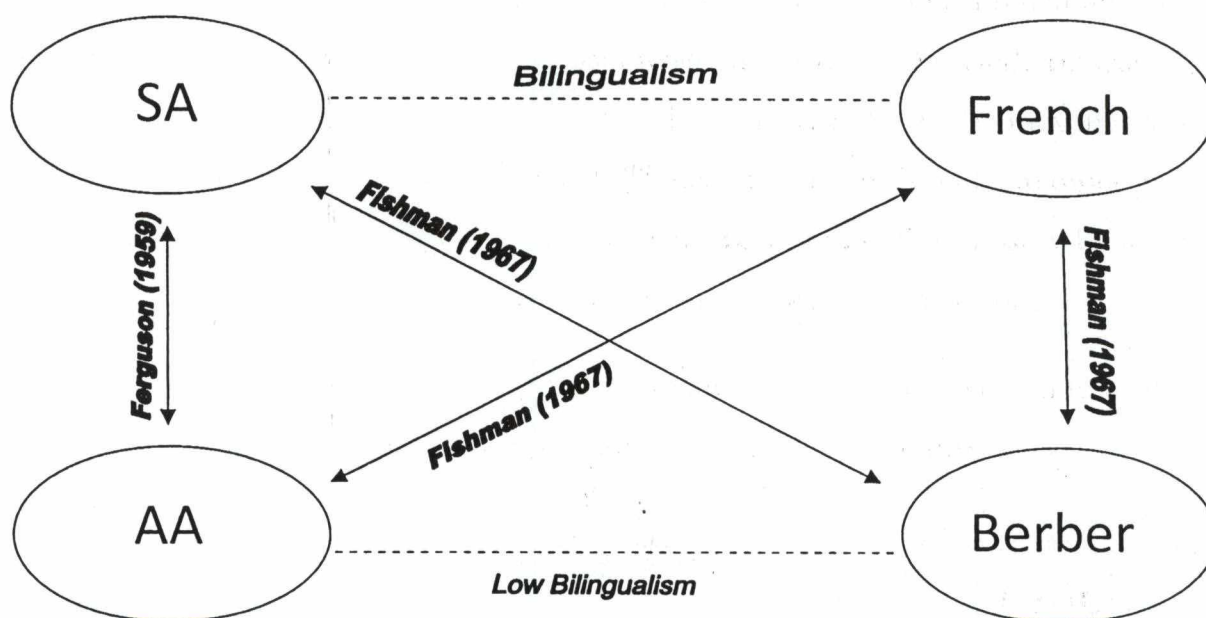 SA
Bilingualism
French
Fishman (1967)
Ferguson (1959)
Fishman (1967)
Fishman (1967)
AA
Low Bilingualism
Berber